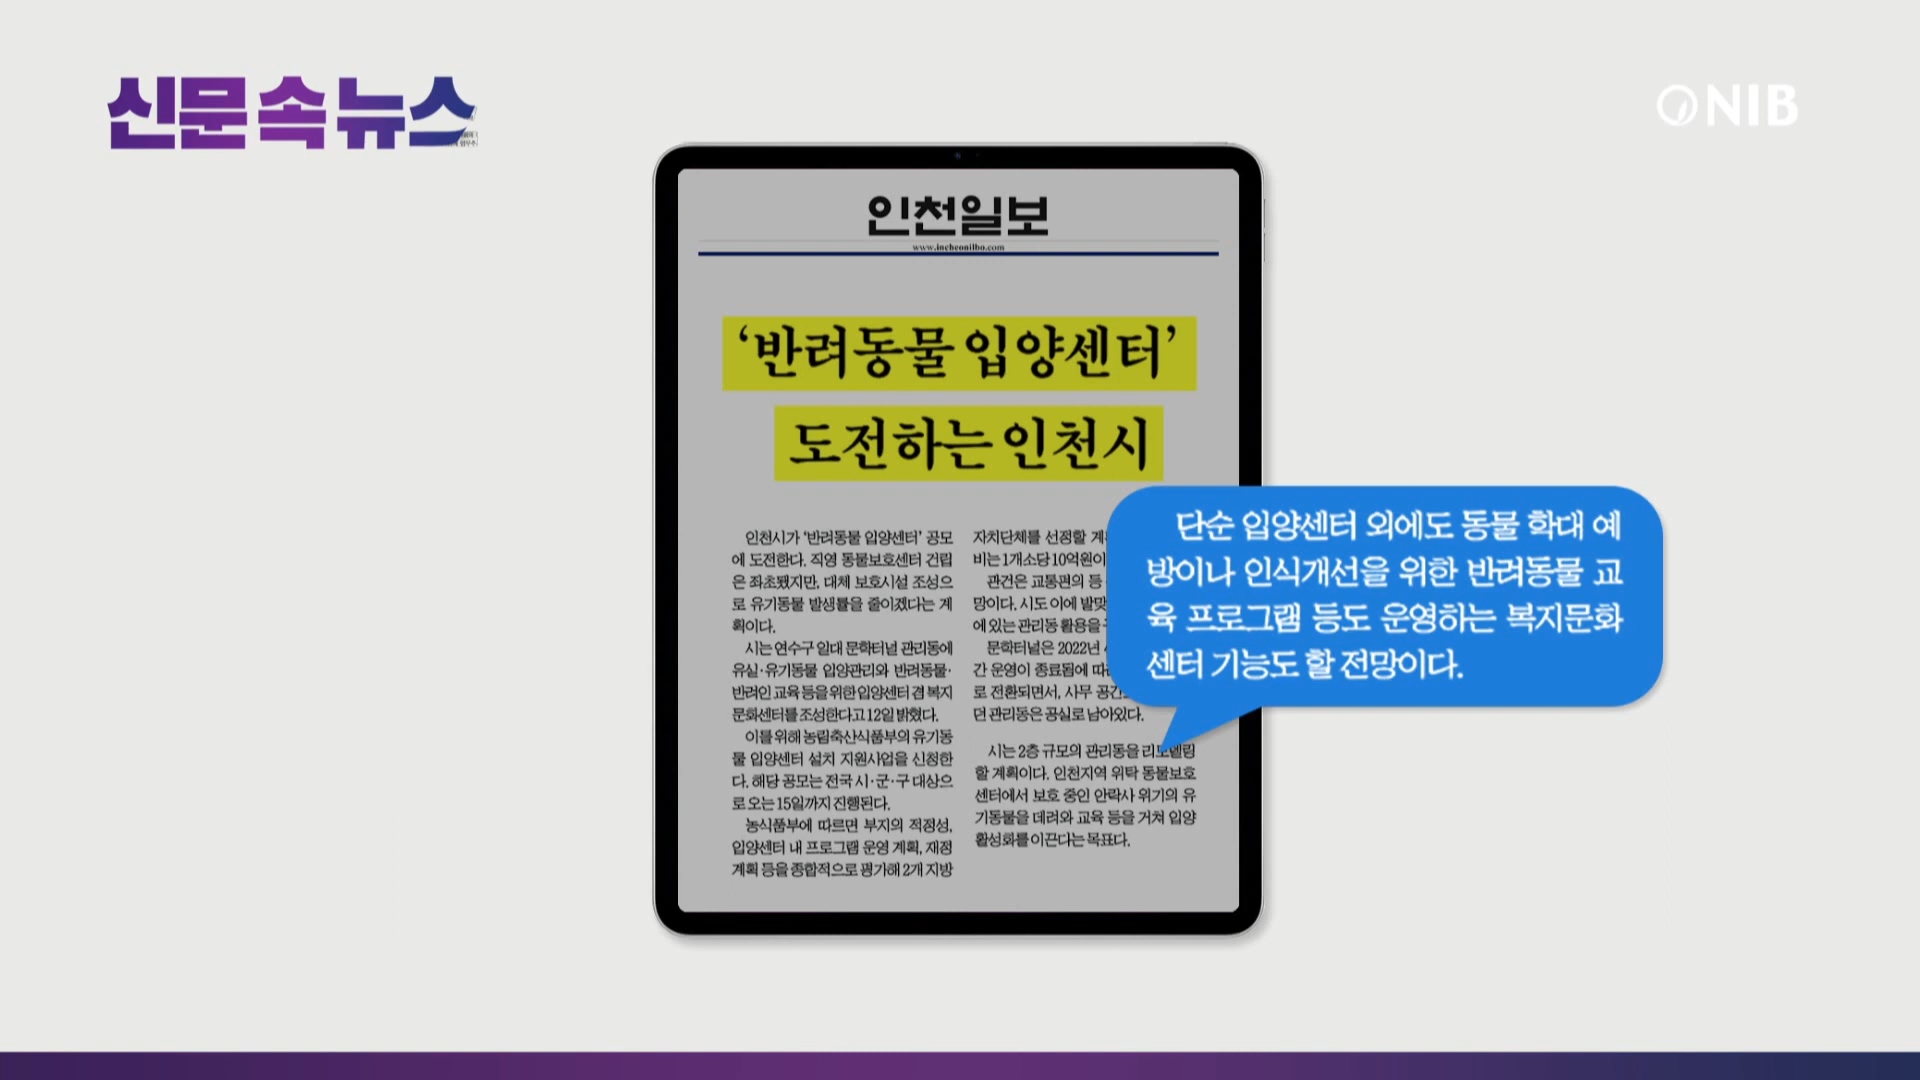 신문 속 뉴스
NIB
인천일보
www.incheonilbo.com
‘반려동물 입양센터’
도전하는 인천시
인천시가 ‘반려동물 입양센터’ 공모
에 도전한다. 직영 동물보호센터 건립
은 좌초됐지만, 대체 보호시설 조성으
로 유기동물 발생률을 줄이겠다는 계
획이다.
시는 연수구 일대 문학터널 관리동에
유실·유기동물 입양관리와 반려동물·
반려인 교육 등을 위한 입양센터 겸 복지
문화센터를 조성한다고 12일 밝혔다.
이를 위해 농림축산식품부의 유기동
물 입양센터 설치 지원사업을 신청한
다. 해당 공모는 전국 시·군·구 대상으
로 오는 15일까지 진행된다.
농식품부에 따르면 부지의 적정성,
입양센터 내 프로그램 운영 계획, 재정
계획 등을 종합적으로 평가해 2개 지방
자치단체를 선정할
비는 1개소당 10억원이
관건은 교통편의 등
망이다. 시도 이에 발맞
에 있는 관리동 활용을
문학터널은 2022년
간 운영이 종료됨에
로 전환되면서, 사무
던 관리동은 공실로 남아있다.
시는 2층 규모의 관리동을 리모델링
할 계획이다. 인천지역 위탁 동물보호
센터에서 보호 중인 안락사 위기의 유
기동물을 데려와 교육 등을 거쳐 입양
활성화를 이끈다는 목표다.
단순 입양센터 외에도 동물 학대 예
방이나 인식개선을 위한 반려동물 교
육 프로그램 등도 운영하는 복지문화
센터 기능도 할 전망이다.